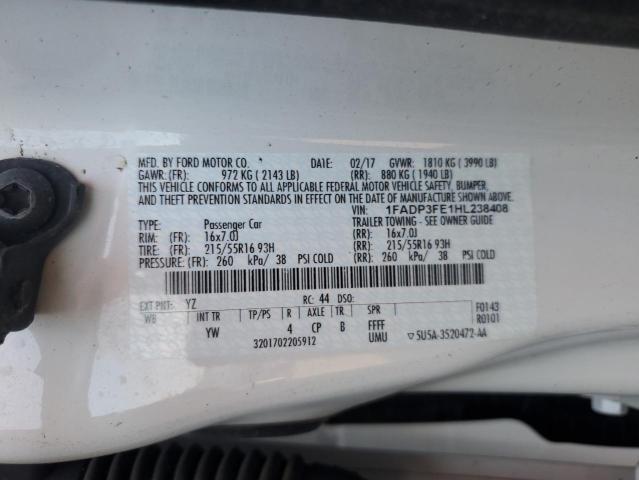 MFD. BY FORD MOTOR CO. DATE: 02/17 GVWR: 1810 KG ( 3990 LB)
GAWR: (FR): 972 KG ( 2143 LB) (RR): 880 KG ( 1940 LB)
THIS VEHICLE CONFORMS TO ALL APPLICABLE FEDERAL MOTOR VEHICLE SAFETY, BUMPER,
AND THEFT PREVENTION STANDARDS IN EFFECT ON THE DATE OF MANUFACTURE SHOWN ABOVE.
VIN: 1FADP3FE1HL238408
TYPE: Passenger Car TRAILER TOWING - SEE OWNER GUIDE
RIM: (FR): 16x7.0J (RR): 16x7.0J
TIRE: (FR): 215/55R16 93H (RR): 215/55R16 93H
PRESSURE: (FR): 260 kPa/ 38 PSI COLD (RR): 260 kPa/ 38 PSI COLD
EXT PNT: YZ RC: 44 DSO:
WB INT TR TP/PS R AXLE TR SPR F0143
YW 4 CP B FFFF R0101
3201702205912 UMU ▽ 5U5A-3520472-AA